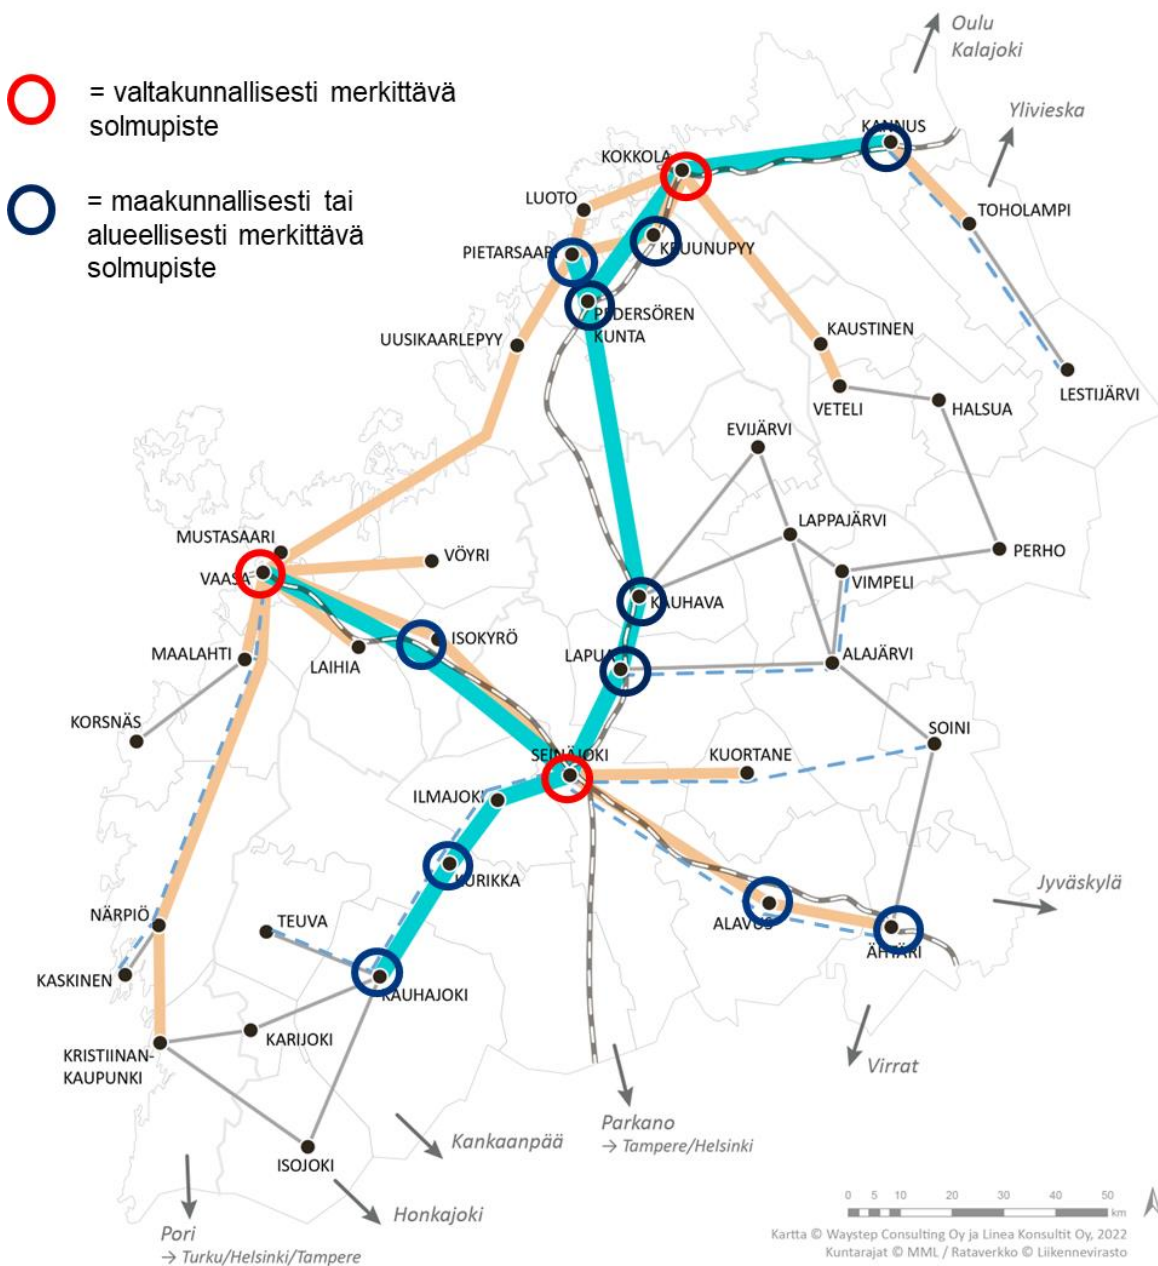 = valtakunnallisesti merkittävä
solmupiste
= maakunnallisesti tai
alueellisesti merkittävä
solmupiste
Oulu
Kalajoki
Ylivieska
KANNUS
KOKKOLA
LUOTO
TOHOLAMPI
PIETARSAARI
KRUUNUPYY
PEDERSÖREN
KUNTA
UUSIKAARLEPYY
KAUSTINEN
LESTIJÄRVI
VETELI
HALSUA
EVIJÄRVI
LAPPAJÄRVI
MUSTASAARI
VÖYRI
PERHO
VAASA
VIMPELI
KAUHAVA
ISOKYRÖ
MAALAHTI
LAIHIA
LAPUA
ALAJÄRVI
KORSNÄS
SOINI
SEINÄJOKI
KUORTANE
ILMAJOKI
KURIKKA
Jyväskylä
NÄRPIÖ
TEUVA
ALAVUS
ÄHTÄRI
KASKINEN
KAUHAJOKI
KARIJOKI
KRISTIINAN-
KAUPUNKI
Virrat
Parkano
→ Tampere/Helsinki
Kankaanpää
ISOJOKI
Honkajoki
Pori
→ Turku/Helsinki/Tampere
0 5 10 20 30 40 50
km
Kartta © Waystep Consulting Oy ja Linea Konsultit Oy, 2022
Kuntarajat © MML / Rataverkko © Liikennevirasto